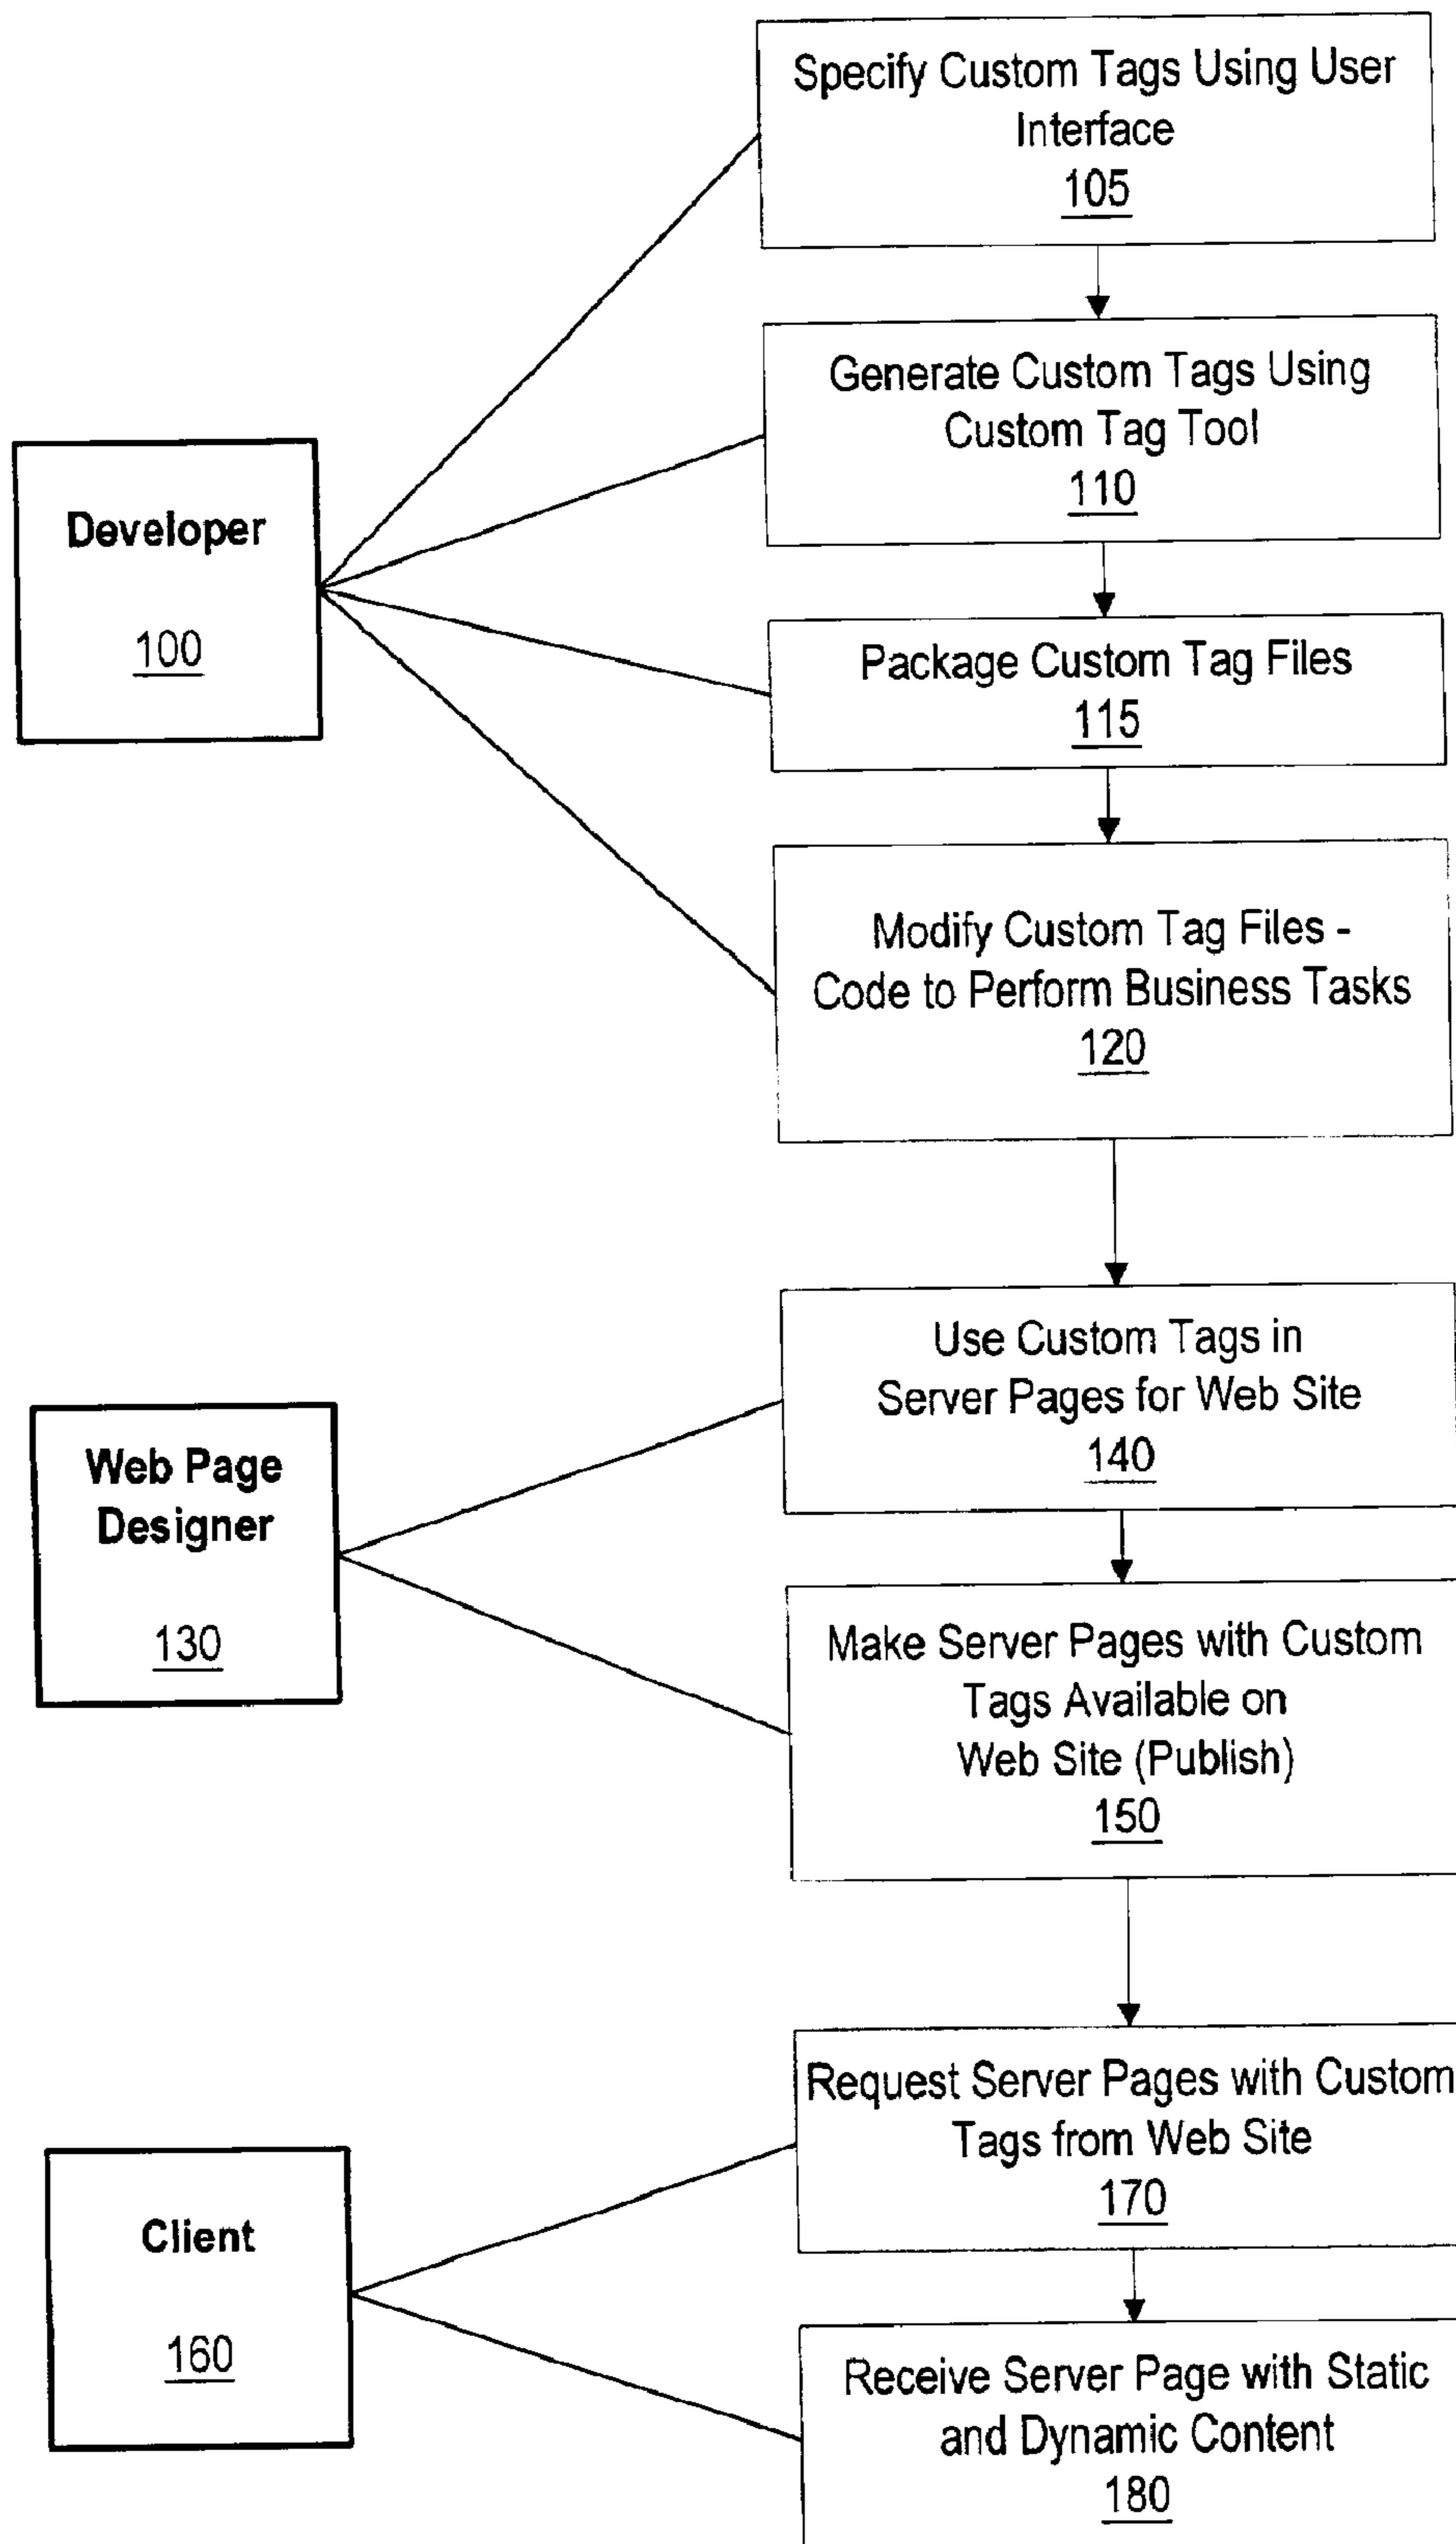 Specify Custom Tags Using User
Interface
105
Generate Custom Tags Using
Custom Tag Tool
110
Developer
100
Package Custom Tag Files
115
Modify Custom Tag Files -
Code to Perform Business Tasks
120
Use Custom Tags in
Server Pages for Web Site
140
Web Page
Designer
130
Make Server Pages with Custom
Tags Available on
Web Site (Publish)
150
Request Server Pages with Custom
Tags from Web Site
170
Client
160
Receive Server Page with Static
and Dynamic Content
180